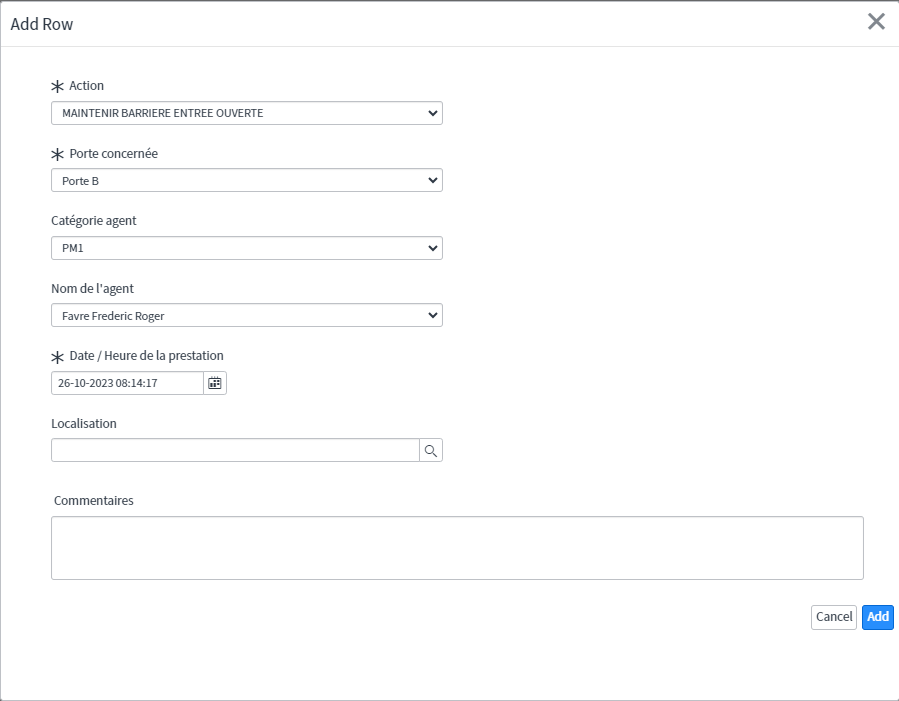 Add Row
Action
MAINTENIR BARRIERE ENTREE OUVERTE
Porte concernée
Porte B
Catégorie agent
PM1
Nom de l'agent
Favre Frederic Roger
Date / Heure de la prestation
26-10-2023 08:14:17
Localisation
Commentaires
Cancel Add